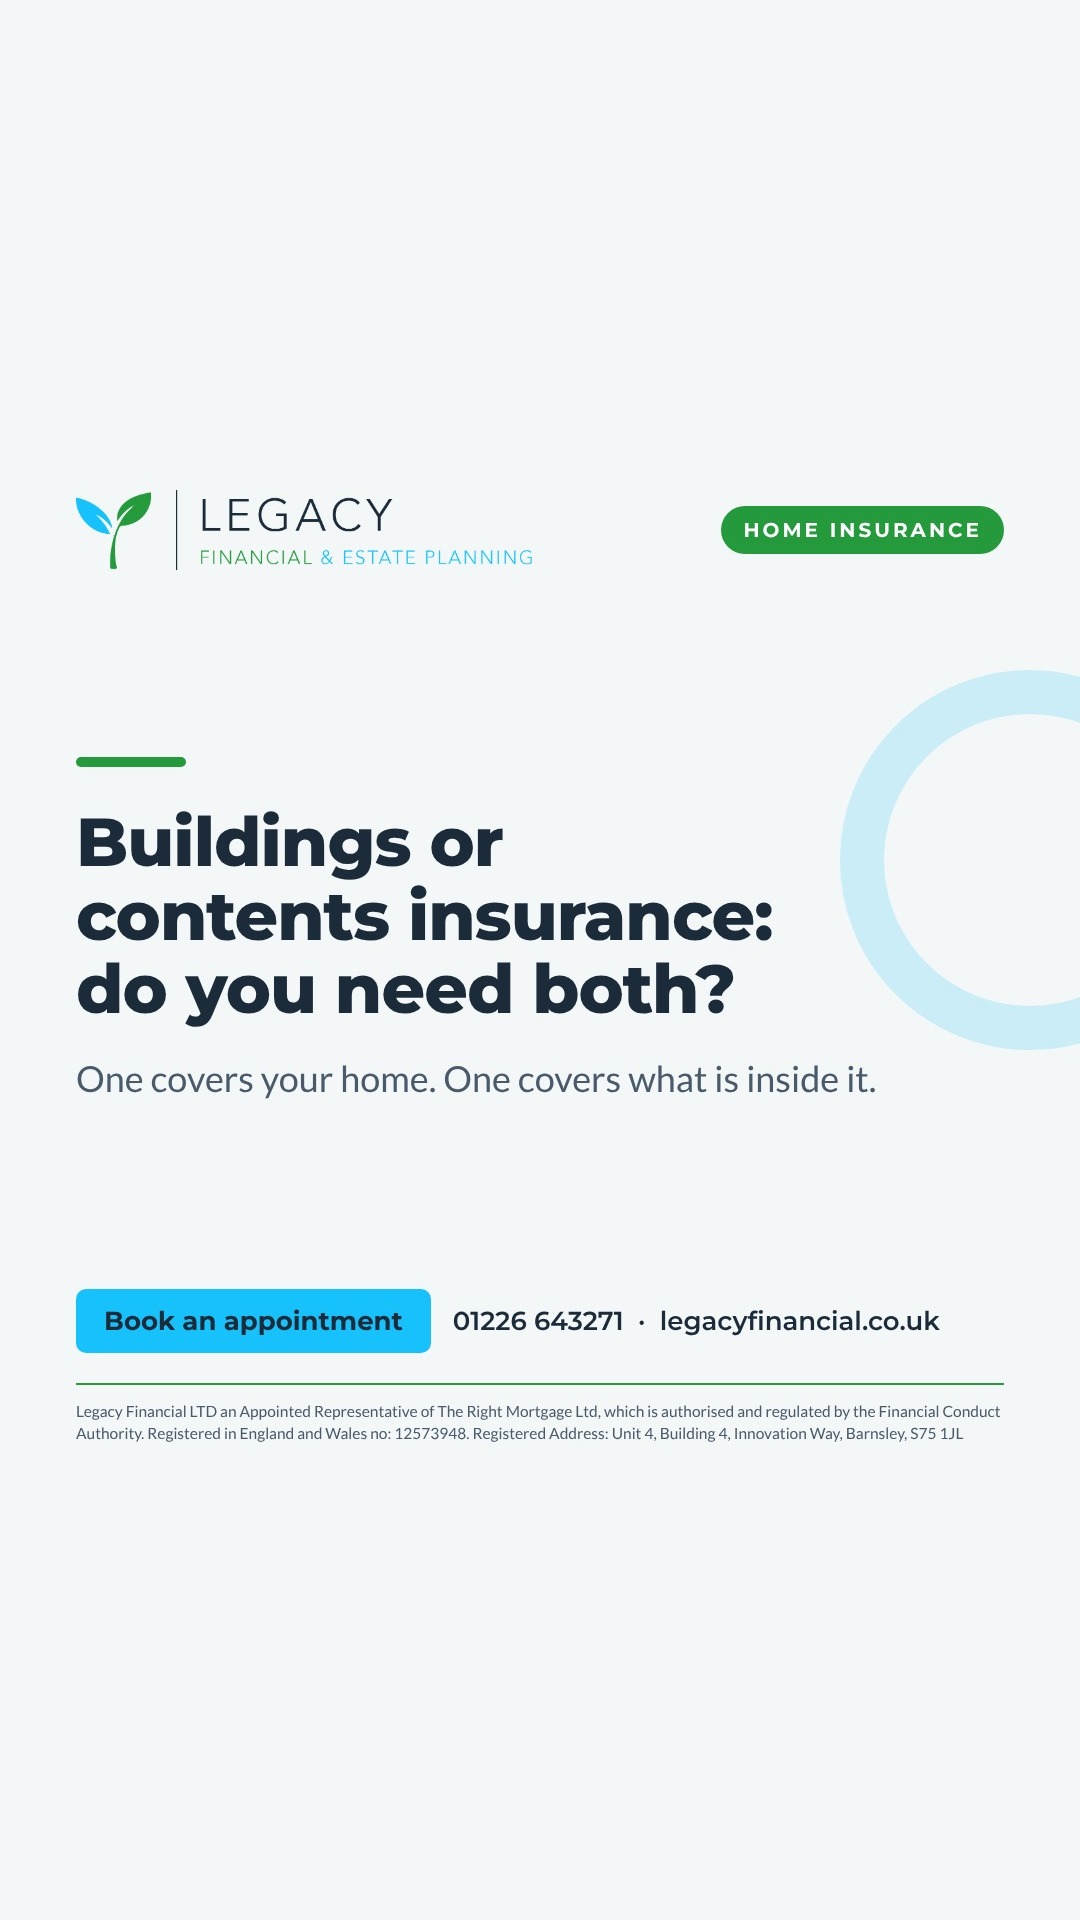 LEGACY
FINANCIAL & ESTATE PLANNING
HOME INSURANCE
Buildings or
contents insurance:
do you need both?
One covers your home. One covers what is inside it.
Book an appointment
01226 643271 · legacyfinancial.co.uk
Legacy Financial LTD an Appointed Representative of The Right Mortgage Ltd, which is authorised and regulated by the Financial Conduct
Authority. Registered in England and Wales no: 12573948. Registered Address: Unit 4, Building 4, Innovation Way, Barnsley, S75 1JL